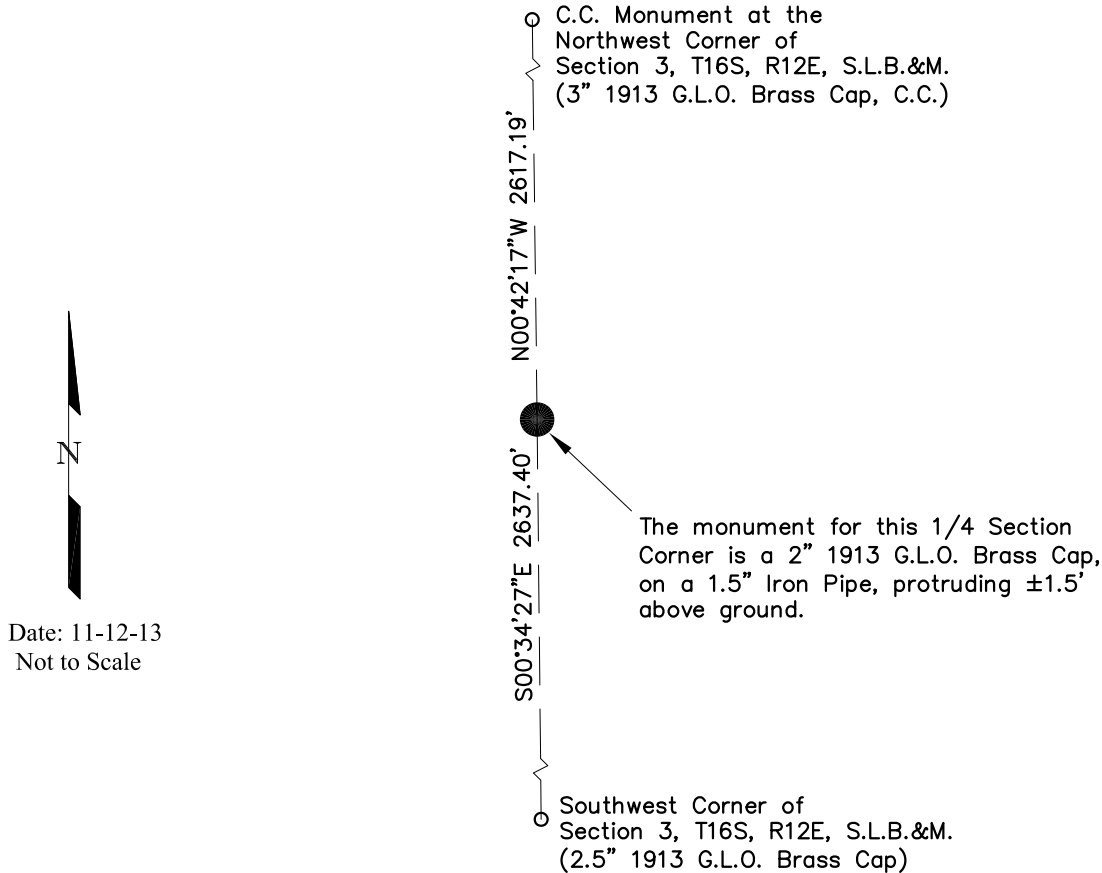 C.C. Monument at the
Northwest Corner of
Section 3, T16S, R12E, S.L.B.&M.
(3" 1913 G.L.O. Brass Cap, C.C.)
N00°42'17"W 2617.19'
N
S00°34'27"E 2637.40'
The monument for this 1/4 Section
Corner is a 2" 1913 G.L.O. Brass Cap,
on a 1.5" Iron Pipe, protruding ±1.5'
above ground.
Date: 11-12-13
Not to Scale
Southwest Corner of
Section 3, T16S, R12E, S.L.B.&M.
(2.5" 1913 G.L.O. Brass Cap)